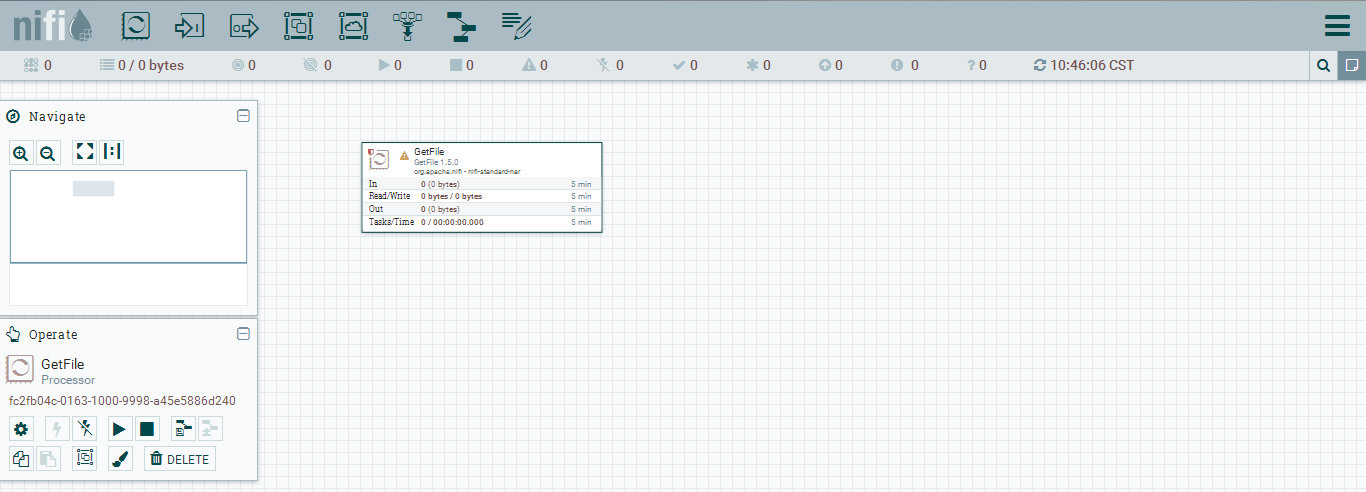 nifi
0 0 / 0 bytes 0 0 0 0 0 0 0 0 0 0 ? 0 10:46:06 CST
Navigate
GetFile
GetFile 1.5.0
org.apache.nifi - nifi-standard-nar
In 0 (0 bytes) 5 min
Read/Write 0 bytes / 0 bytes 5 min
Out 0 (0 bytes) 5 min
Tasks/Time 0 / 00:00:00.000 5 min
Operate
GetFile
Processor
fc2fb04c-0163-1000-9998-a45e5886d240
DELETE